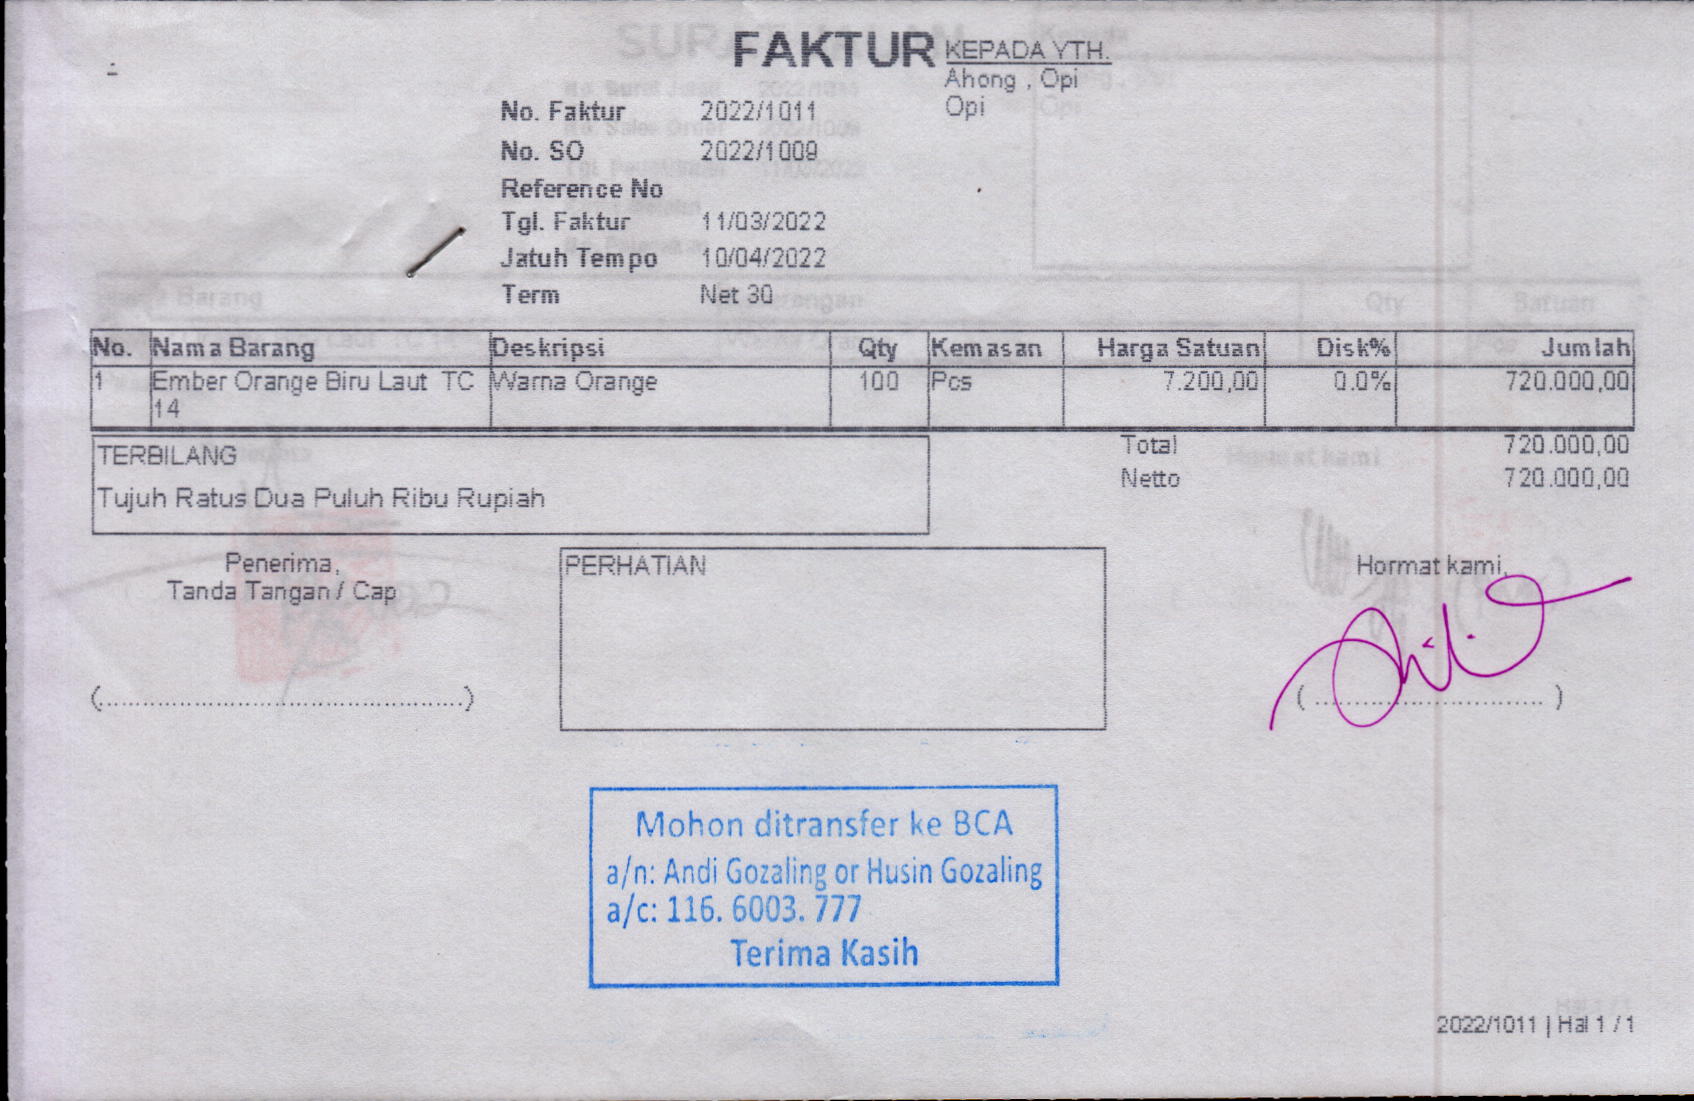 FAKTUR
KEPADA YTH.
Ahong , Opi
Opi
No. Faktur 2022/1011
No. SO 2022/1009
Reference No
Tgl. Faktur 11/03/2022
Jatuh Tempo 10/04/2022
Term Net 30
No. Nama Barang Deskripsi Qty Kemasan Harga Satuan Disk% Jumlah
1 Ember Orange Biru Laut TC Warna Orange 100 Pcs 7.200,00 0.0% 720.000,00
14
TERBILANG
Tujuh Ratus Dua Puluh Ribu Rupiah
Total 720.000,00
Netto 720.000,00
Penerima,
Tanda Tangan / Cap
(...............................................)
PERHATIAN
Hormat kami,
( ............................. )
Mohon ditransfer ke BCA
a/n: Andi Gozaling or Husin Gozaling
a/c: 116. 6003. 777
Terima Kasih
2022/1011 | Hal 1 / 1